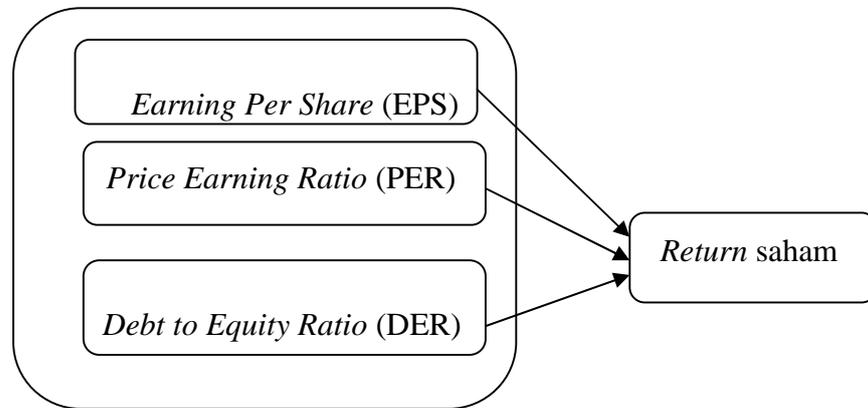 Earning Per Share (EPS)
Price Earning Ratio (PER)
Return saham
Debt to Equity Ratio (DER)